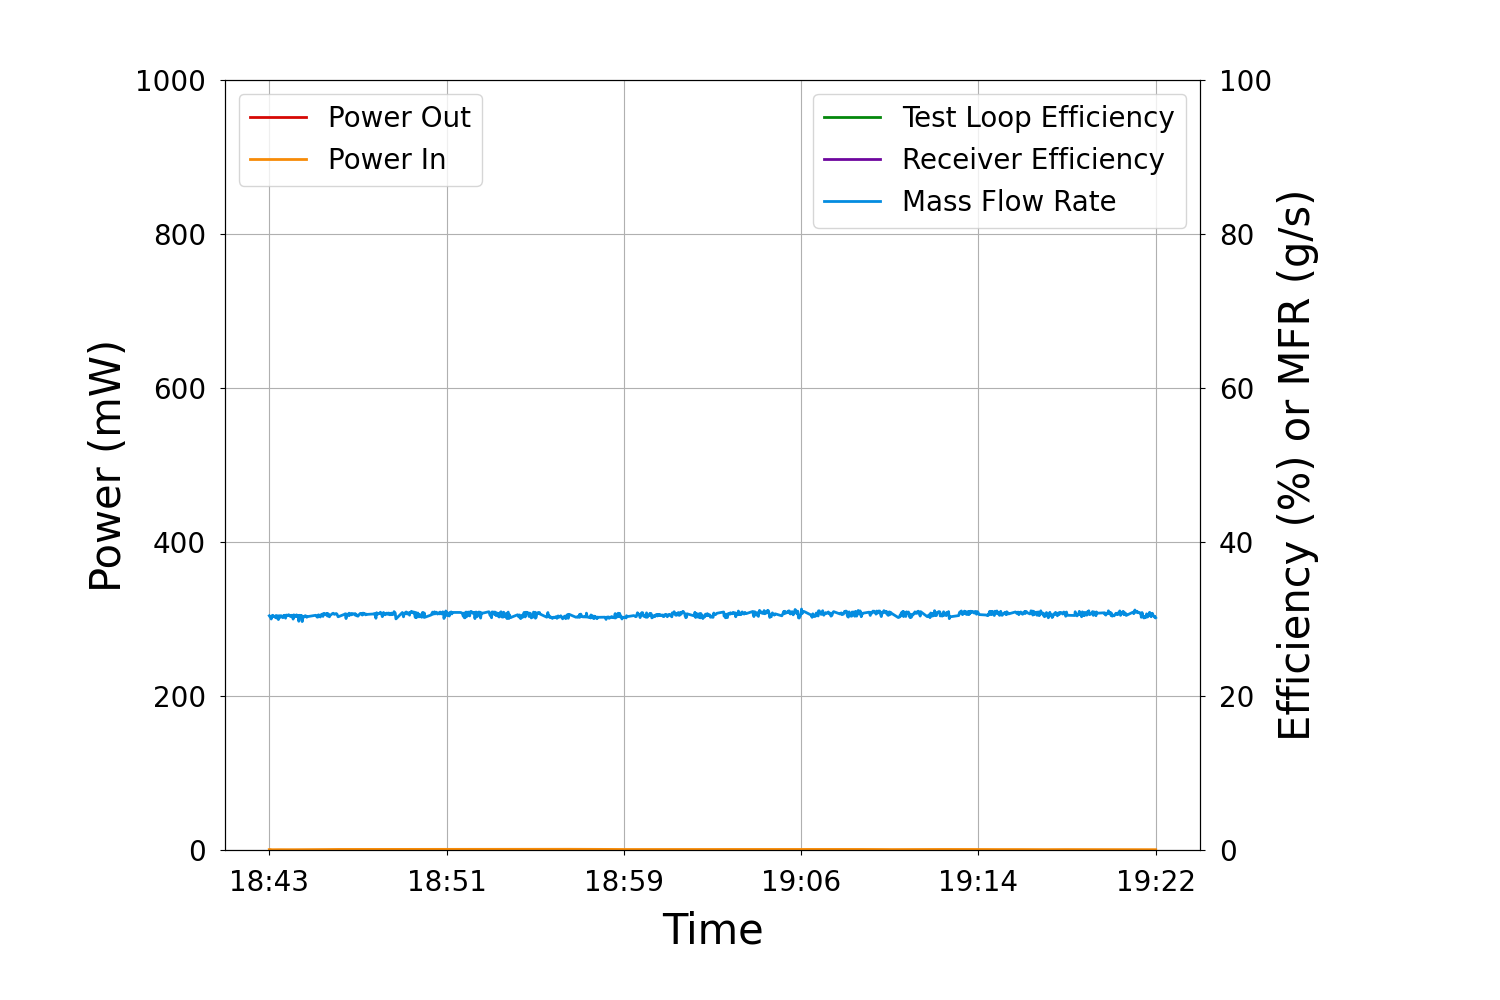 Power Out
Power In
Test Loop Efficiency
Receiver Efficiency
Mass Flow Rate
1000
800
600
400
200
0
Power (mW)
100
80
60
40
20
0
Efficiency (%) or MFR (g/s)
18:43 18:51 18:59 19:06 19:14 19:22
Time